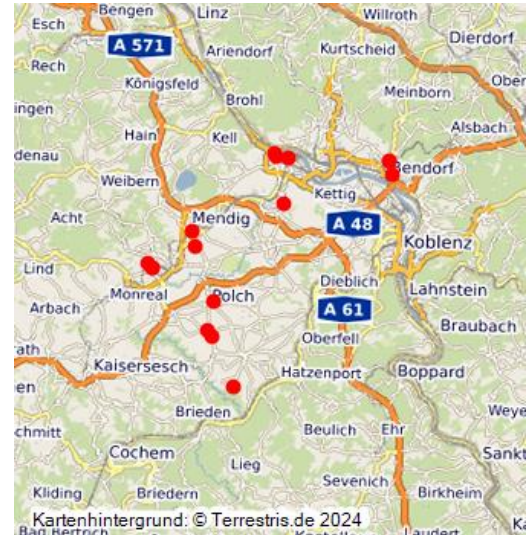 Bengen
Linz
Willroth
Esch
Ariendorf
Dierdorf
A 571
Kurtscheid
Rech
Königsfeld
Meinborn
Ober
ingen
Brohl
Alsbach
Hain
Kell
denau
Bendorf
Weibern
Kettig
Acht
Mendig
A 48
Koblenz
Lind
Monreal
Dieblich
Polch
Lahnstein
Arbach
A 61
Oberfell
Braubach
rath
Kaisersesch
Hatzenport
Boppard
en
Brieden
Weye
chmitt
Beulich
Ehr
Cochem
Sankt
Lieg
Sevenich
Kliding
Briedern
Birkheim
Kartenhintergrund: © Terrestris.de 2024
Laudert